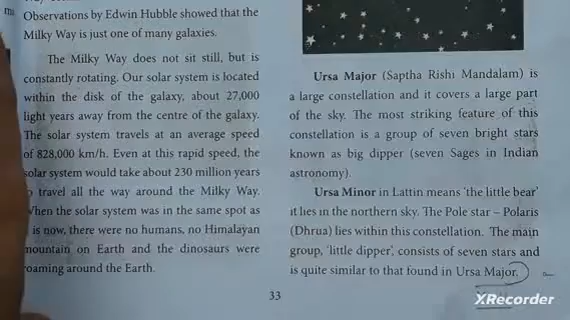 Observations by Edwin Hubble showed that the
Milky Way is just one of many galaxies.
The Milky Way does not sit still, but is
constantly rotating. Our solar system is located
within the disk of the galaxy, about 27,000
light years away from the centre of the galaxy.
The solar system travels at an average speed
of 828,000 km/h. Even at this rapid speed, the
solar system would take about 230 million years
travel all the way around the Milky Way.
When the solar system was in the same spot as
is now, there were no humans, no Himalayan
mountain on Earth and the dinosaurs were
roaming around the Earth.
Ursa Major (Saptha Rishi Mandalam) is
a large constellation and it covers a large part
of the sky. The most striking feature of this
constellation is a group of seven bright stars
known as big dipper (seven Sages in Indian
astronomy).
Ursa Minor in Lattin means 'the little bear'
it lies in the northern sky. The Pole star – Polaris
(Dhrua) lies within this constellation. The main
group, 'little dipper', consists of seven stars and
is quite similar to that found in Ursa Major.
33
XRecorder